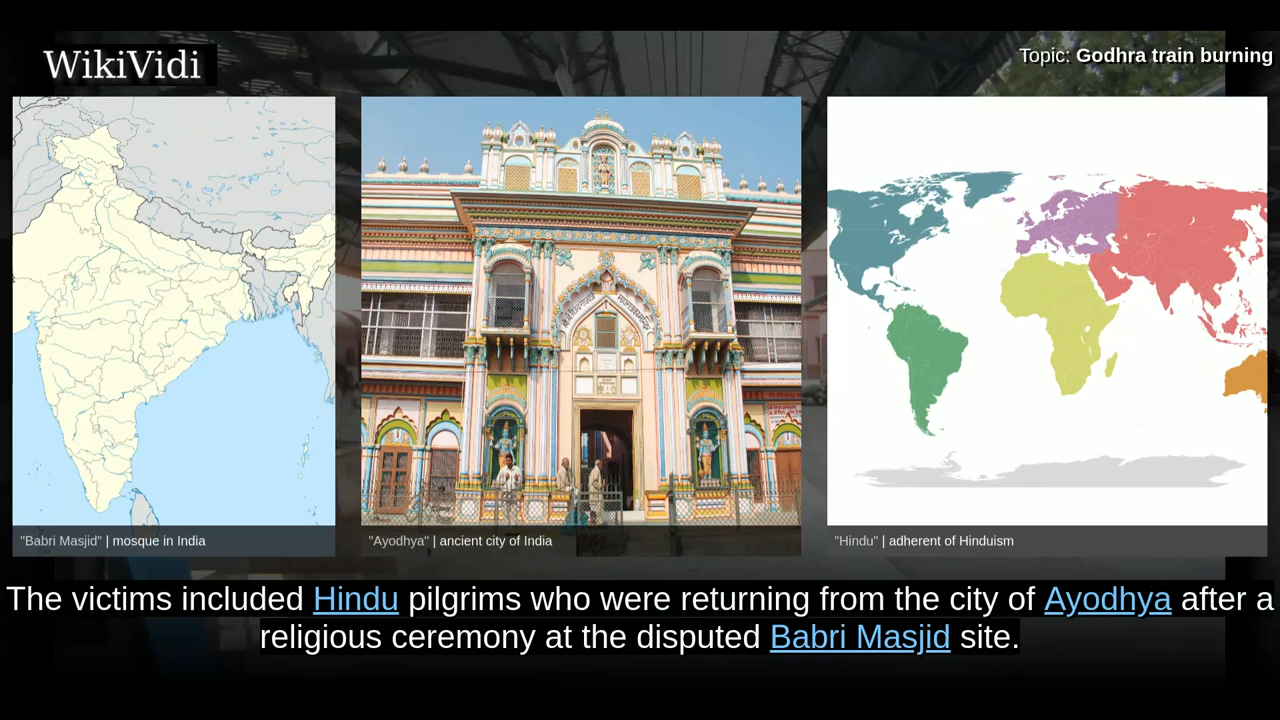 WikiVidi
Topic: Godhra train burning
"Babri Masjid" | mosque in India
"Ayodhya" | ancient city of India
"Hindu" | adherent of Hinduism
The victims included Hindu pilgrims who were returning from the city of Ayodhya after a
religious ceremony at the disputed Babri Masjid site.